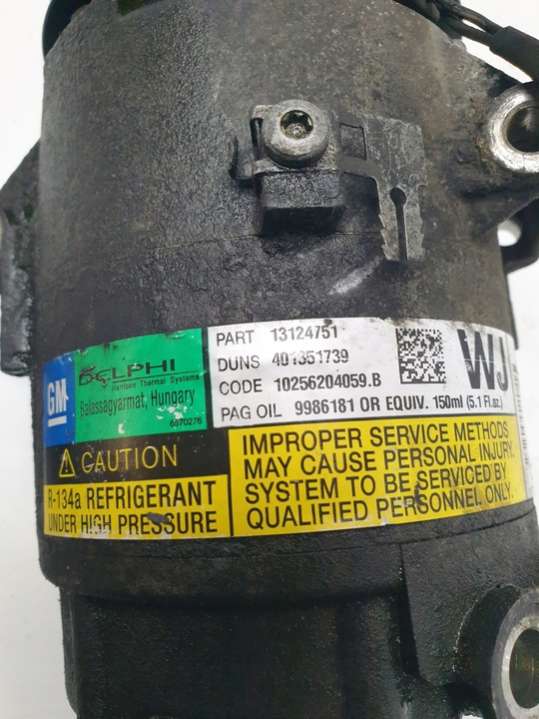 GM
DELPHI
Harrison Thermal Systems
Balassagyarmat, Hungary
6870276
PART 13124751
DUNS 401351739
CODE 10256204059.B
PAG OIL 9986181 OR EQUIV. 150ml (5.1 Fl.oz.)
WJ
CAUTION
R-134a REFRIGERANT
UNDER HIGH PRESSURE
IMPROPER SERVICE METHODS
MAY CAUSE PERSONAL INJURY.
SYSTEM TO BE SERVICED BY
QUALIFIED PERSONNEL ONLY.